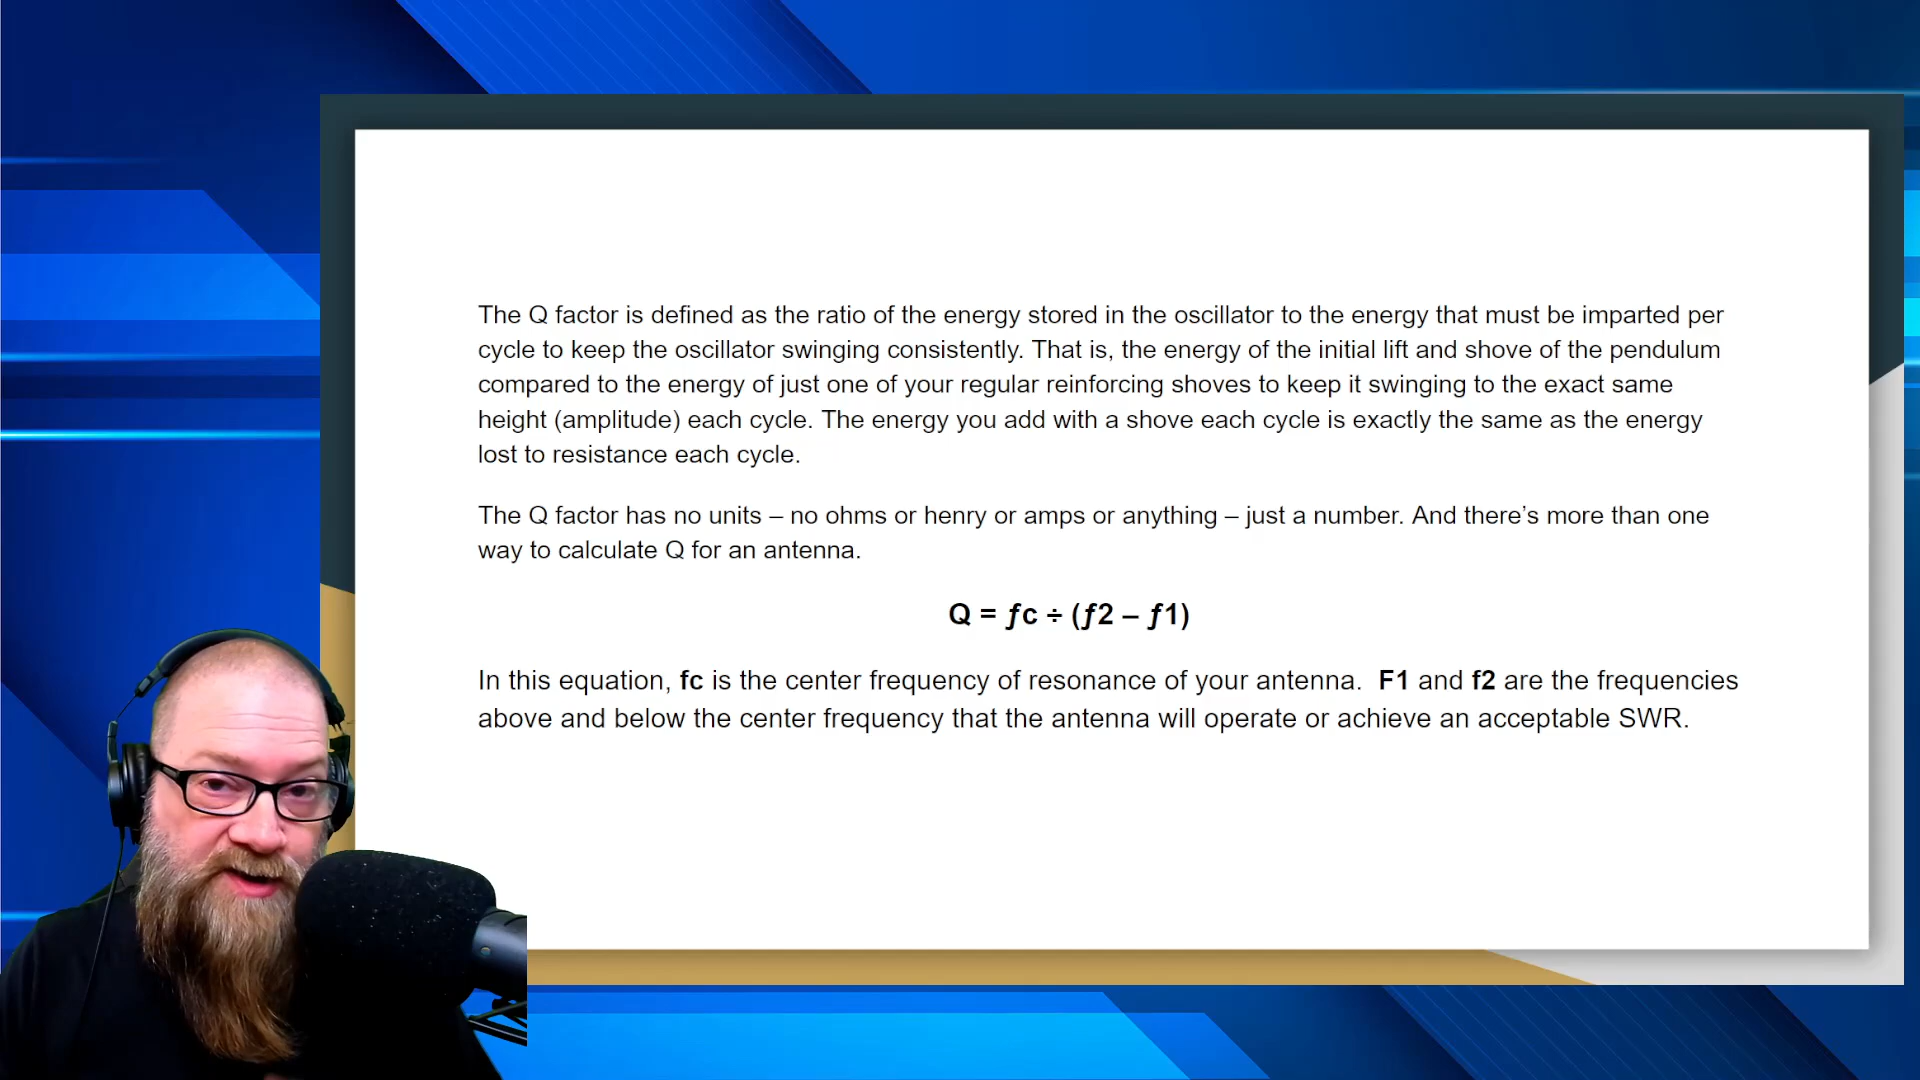 The Q factor is defined as the ratio of the energy stored in the oscillator to the energy that must be imparted per
cycle to keep the oscillator swinging consistently. That is, the energy of the initial lift and shove of the pendulum
compared to the energy of just one of your regular reinforcing shoves to keep it swinging to the exact same
height (amplitude) each cycle. The energy you add with a shove each cycle is exactly the same as the energy
lost to resistance each cycle.
The Q factor has no units – no ohms or henry or amps or anything – just a number. And there’s more than one
way to calculate Q for an antenna.
Q = ƒc ÷ (ƒ2 – ƒ1)
In this equation, fc is the center frequency of resonance of your antenna.  F1 and f2 are the frequencies
above and below the center frequency that the antenna will operate or achieve an acceptable SWR.